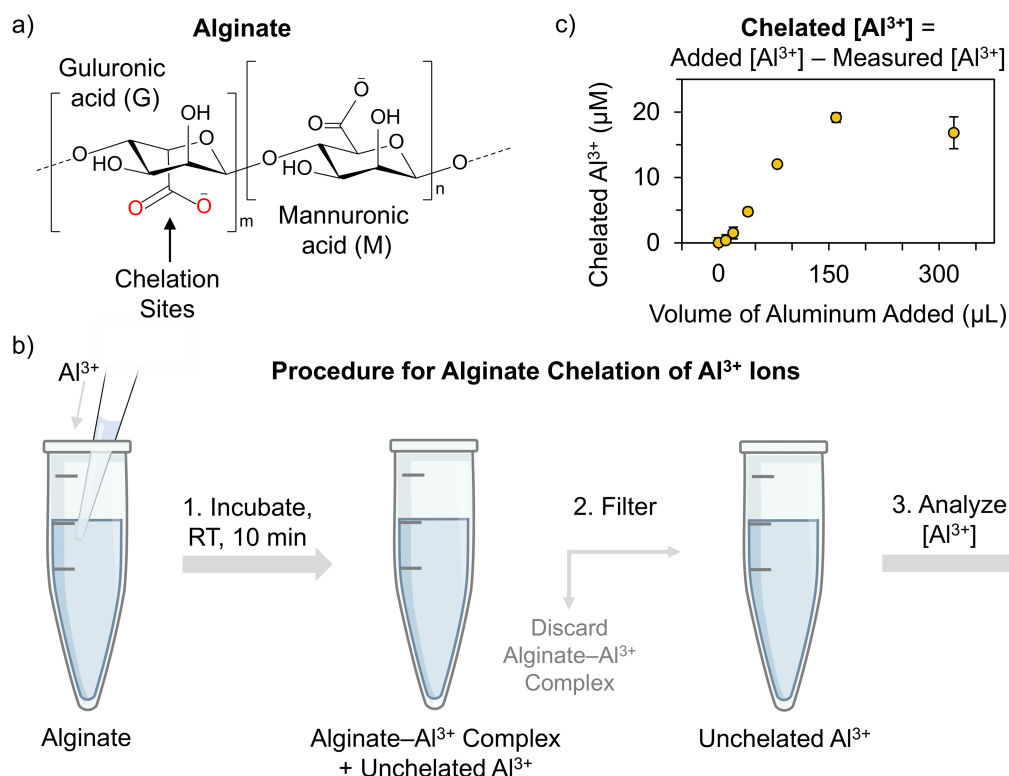 a)
Alginate
Guluronic
acid (G)
OH
O
HO
O
O
O
O
–
m
O
–
O
OH
O
HO
O
n
Mannuronic
acid (M)
Chelation
Sites
c)
Chelated [Al³⁺] =
Added [Al³⁺] – Measured [Al³⁺]
Chelated Al³⁺ (µM)
20
10
0
0
150
300
Volume of Aluminum Added (µL)
b)
Procedure for Alginate Chelation of Al³⁺ Ions
Al³⁺
1. Incubate,
RT, 10 min
2. Filter
3. Analyze
[Al³⁺]
Discard
Alginate–Al³⁺
Complex
Alginate
Alginate–Al³⁺ Complex
+ Unchelated Al³⁺
Unchelated Al³⁺